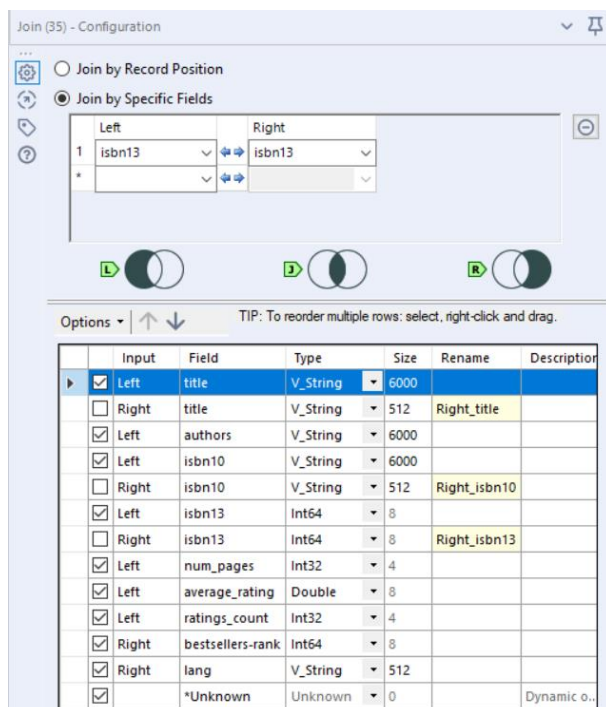 Join (35) - Configuration
Join by Record Position
Join by Specific Fields
Left Right
1 isbn13 isbn13
*
L J R
Options TIP: To reorder multiple rows: select, right-click and drag.
Input Field Type Size Rename Description
Left title V_String 6000
Right title V_String 512 Right_title
Left authors V_String 6000
Left isbn10 V_String 6000
Right isbn10 V_String 512 Right_isbn10
Left isbn13 Int64 8
Right isbn13 Int64 8 Right_isbn13
Left num_pages Int32 4
Left average_rating Double 8
Left ratings_count Int32 4
Right bestsellers-rank Int64 8
Right lang V_String 512
*Unknown Unknown 0 Dynamic o...